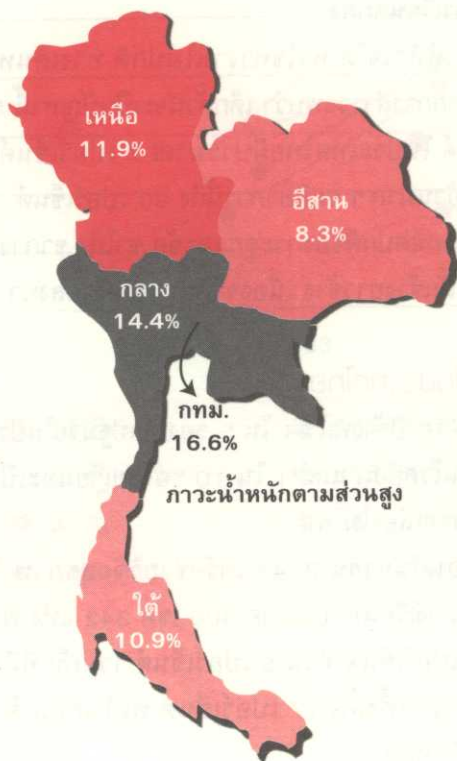 เหนือ
11.9%
อีสาน
8.3%
กลาง
14.4%
กทม.
16.6%
ภาวะน้ำหนักตามส่วนสูง
ใต้
10.9%